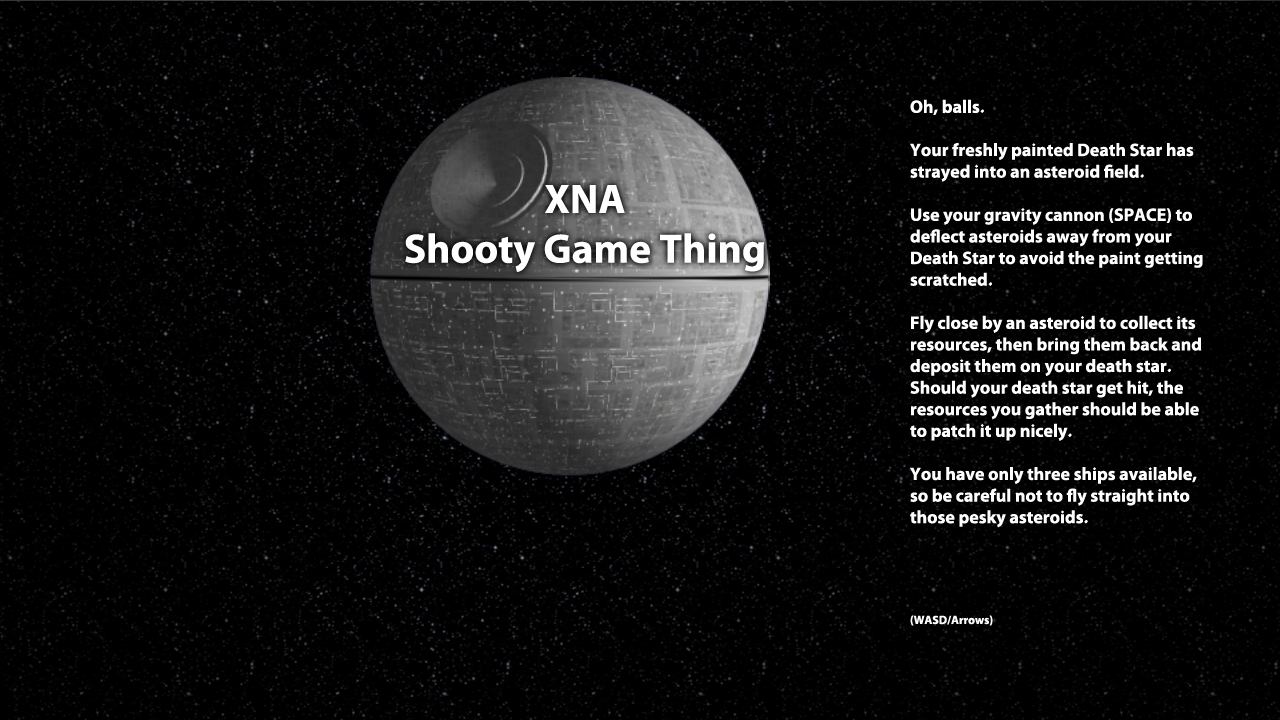 XNA
Shooty Game Thing
Oh, balls.
Your freshly painted Death Star has
strayed into an asteroid field.
Use your gravity cannon (SPACE) to
deflect asteroids away from your
Death Star to avoid the paint getting
scratched.
Fly close by an asteroid to collect its
resources, then bring them back and
deposit them on your death star.
Should your death star get hit, the
resources you gather should be able
to patch it up nicely.
You have only three ships available,
so be careful not to fly straight into
those pesky asteroids.
(WASD/Arrows)